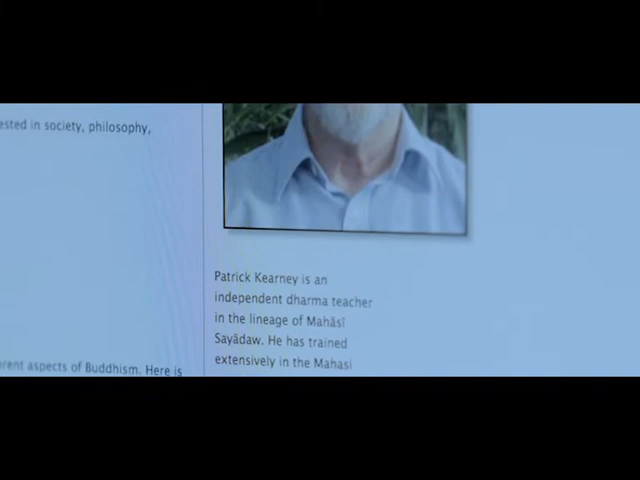 ested in society, philosophy,
Patrick Kearney is an
independent dharma teacher
in the lineage of Mahāsī
Sayādaw. He has trained
extensively in the Mahasi
rent aspects of Buddhism. Here is